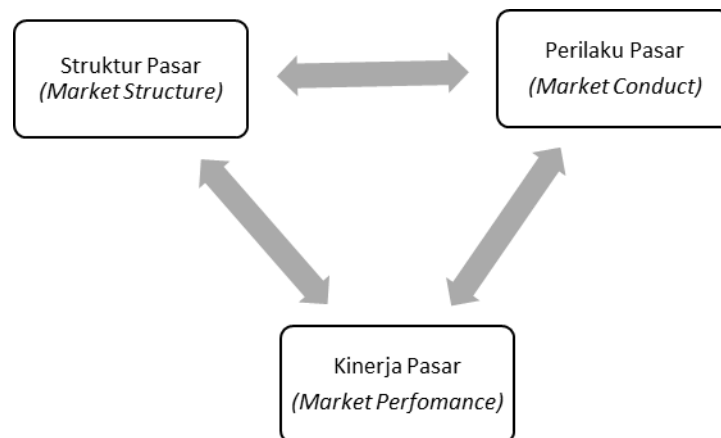 Struktur Pasar
(Market Structure)
Perilaku Pasar
(Market Conduct)
Kinerja Pasar
(Market Perfomance)